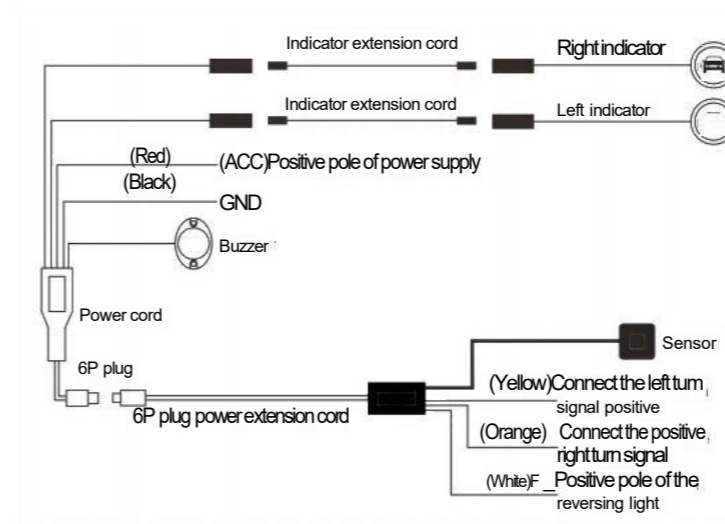 Indicator extension cord
Right indicator
Indicator extension cord
Left indicator
(Red)
(ACC)Positive pole of power supply
(Black)
GND
Buzzer
Power cord
6P plug
6P plug power extension cord
Sensor
(Yellow)Connect the left turn
signal positive
(Orange) Connect the positive
right turn signal
(White)F _Positive pole of the
reversing light